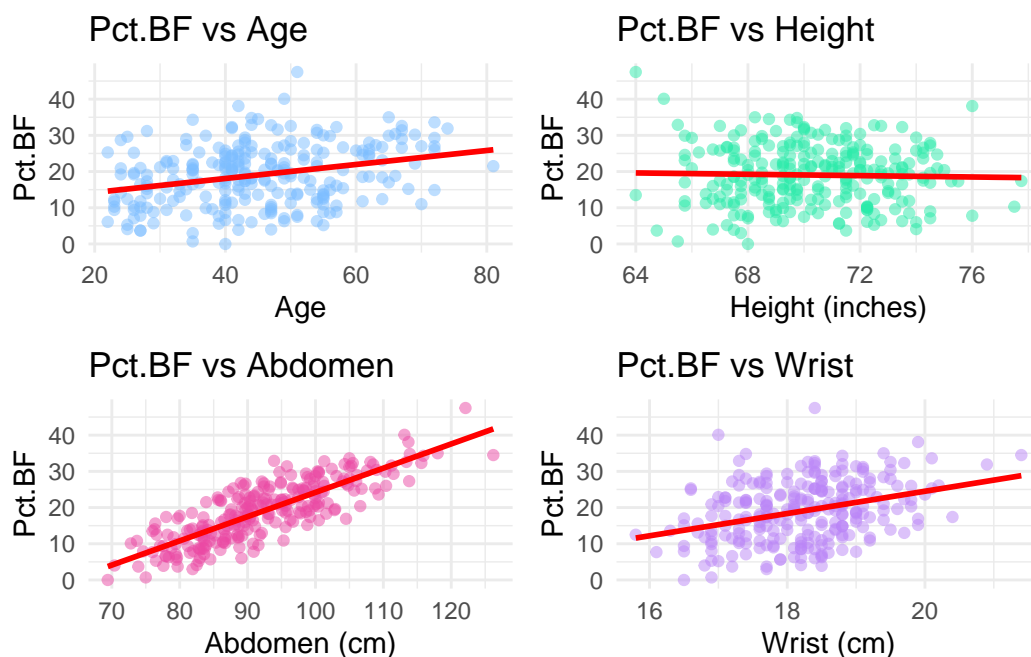 Pct.BF vs Age
Pct.BF
40
30
20
10
0
20 40 60 80
Age
Pct.BF vs Height
Pct.BF
40
30
20
10
0
64 68 72 76
Height (inches)
Pct.BF vs Abdomen
Pct.BF
40
30
20
10
0
70 80 90 100 110 120
Abdomen (cm)
Pct.BF vs Wrist
Pct.BF
40
30
20
10
0
16 18 20
Wrist (cm)